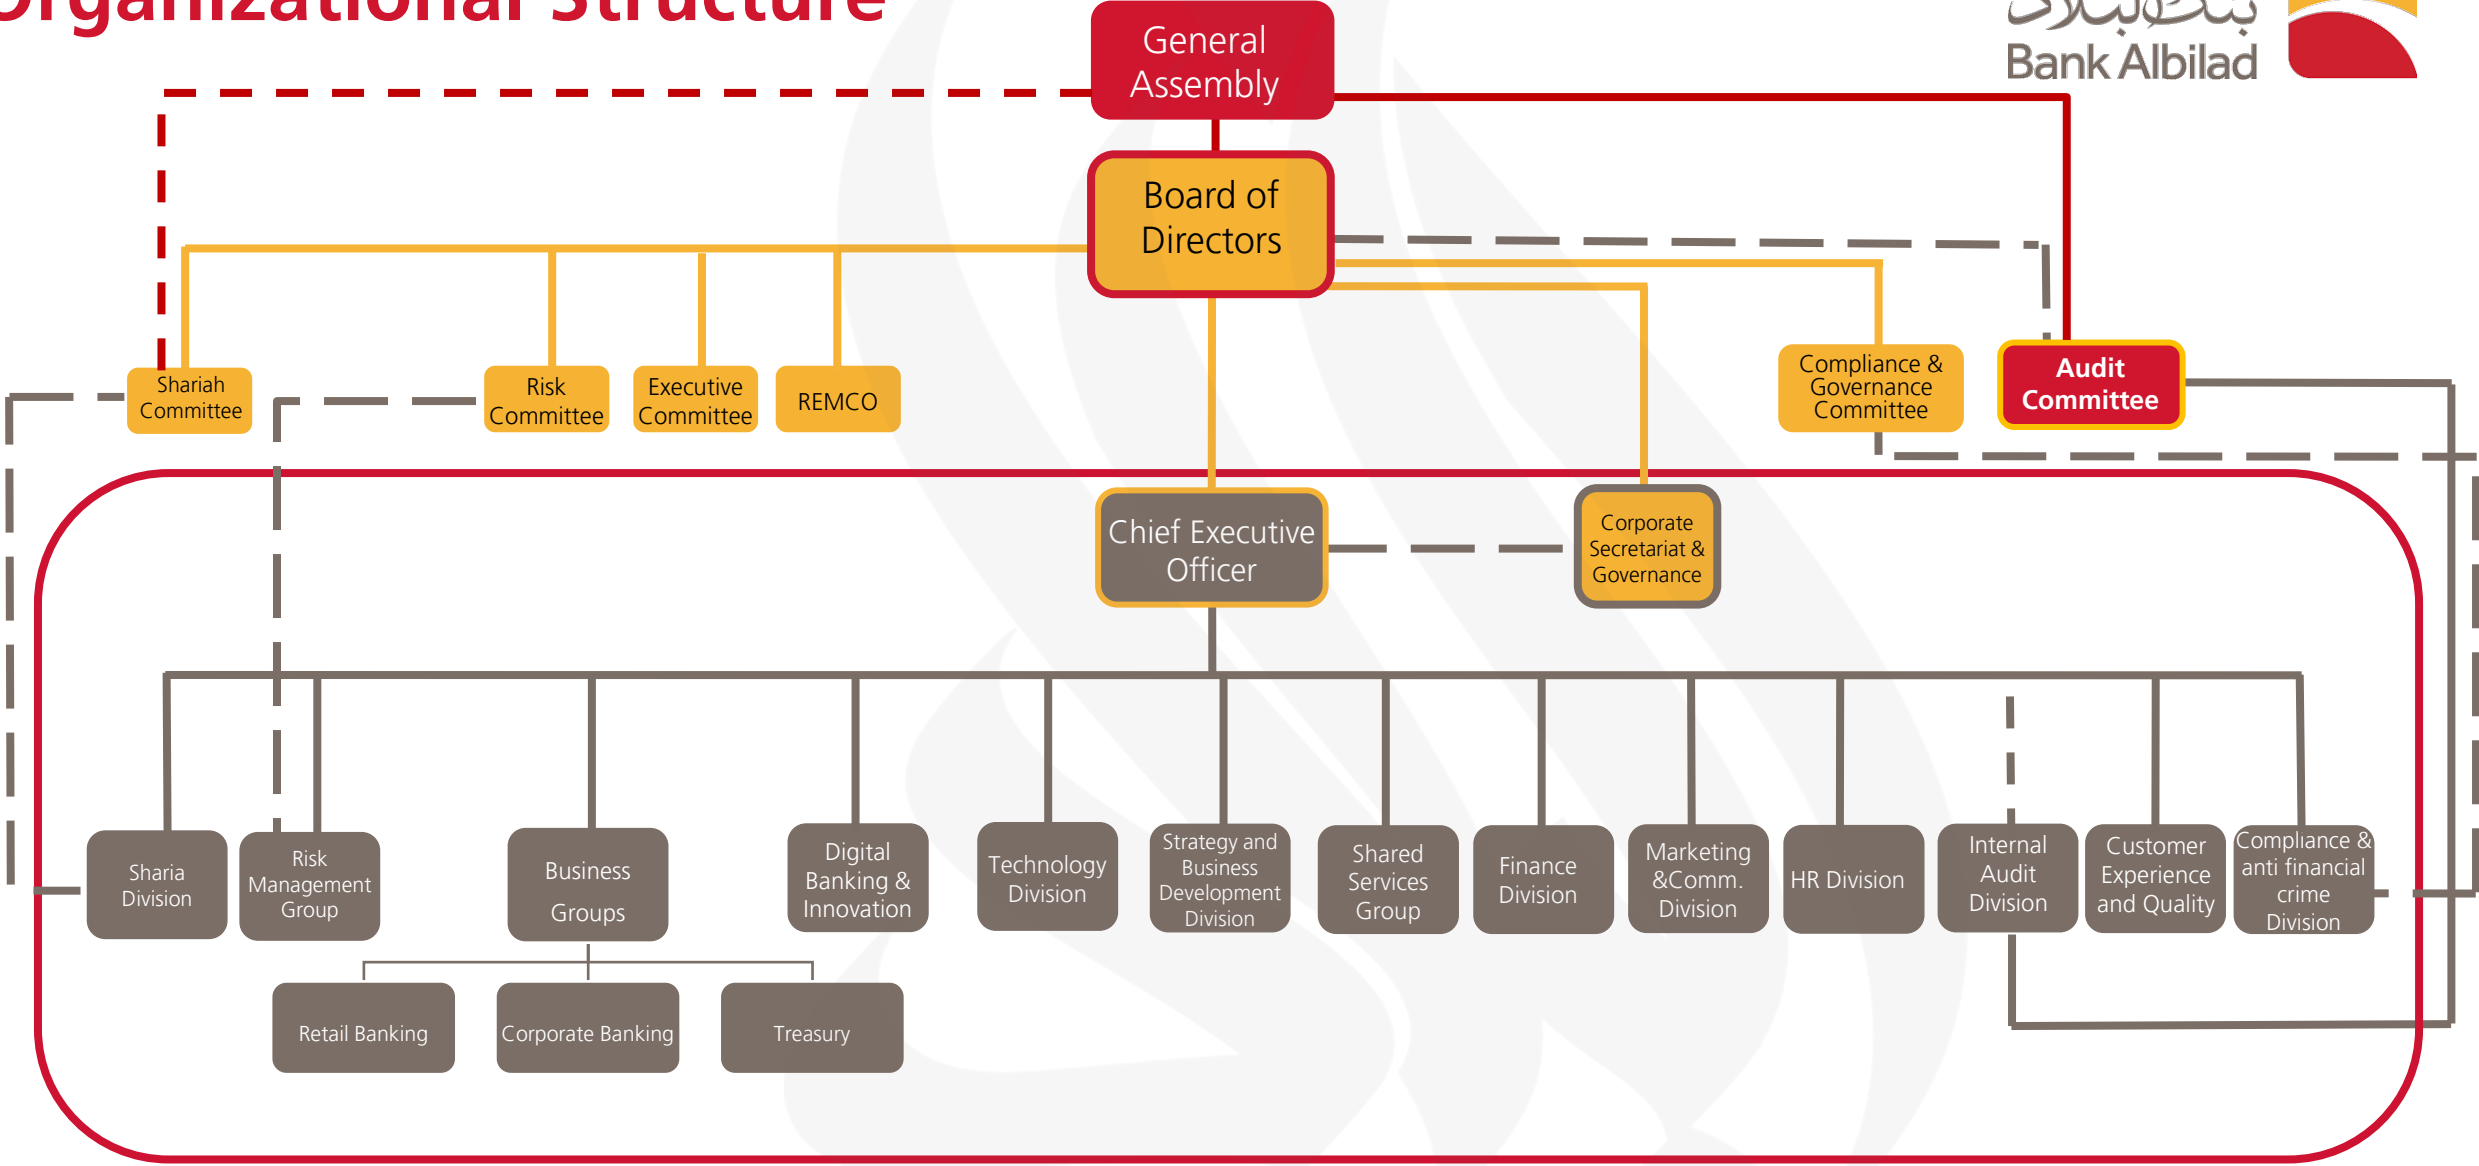 Organizational Structure
بنك البلاد
Bank Albilad
General
Assembly
Board of
Directors
Shariah
Committee
Risk
Committee
Executive
Committee
REMCO
Compliance &
Governance
Committee
Audit
Committee
Chief Executive
Officer
Corporate
Secretariat &
Governance
Sharia
Division
Risk
Management
Group
Business
Groups
Digital
Banking &
Innovation
Technology
Division
Strategy and
Business
Development
Division
Shared
Services
Group
Finance
Division
Marketing
&Comm.
Division
HR Division
Internal
Audit
Division
Customer
Experience
and Quality
Compliance &
anti financial
crime
Division
Retail Banking
Corporate Banking
Treasury